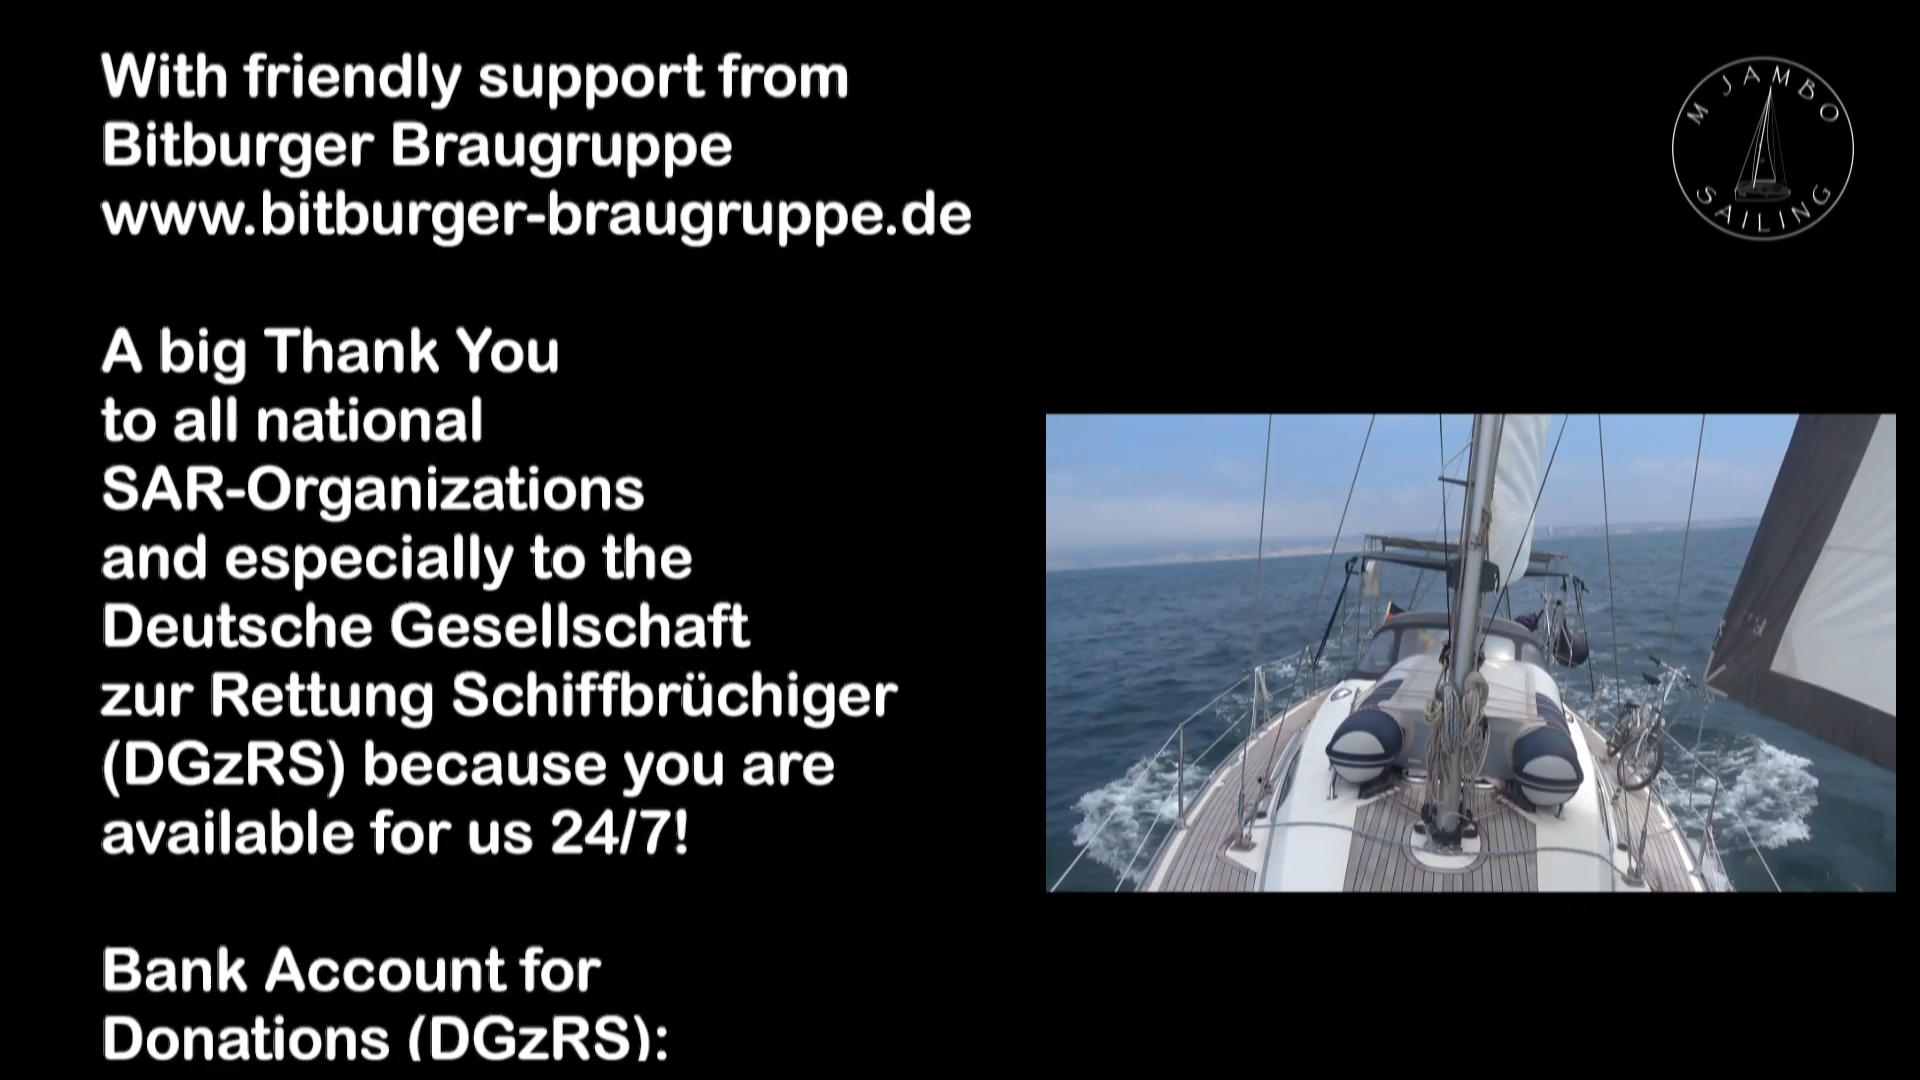 With friendly support from
Bitburger Braugruppe
www.bitburger-braugruppe.de
A big Thank You
to all national
SAR-Organizations
and especially to the
Deutsche Gesellschaft
zur Rettung Schiffbrüchiger
(DGzRS) because you are
available for us 24/7!
Bank Account for
Donations (DGzRS):
M JAMBO
SAILING